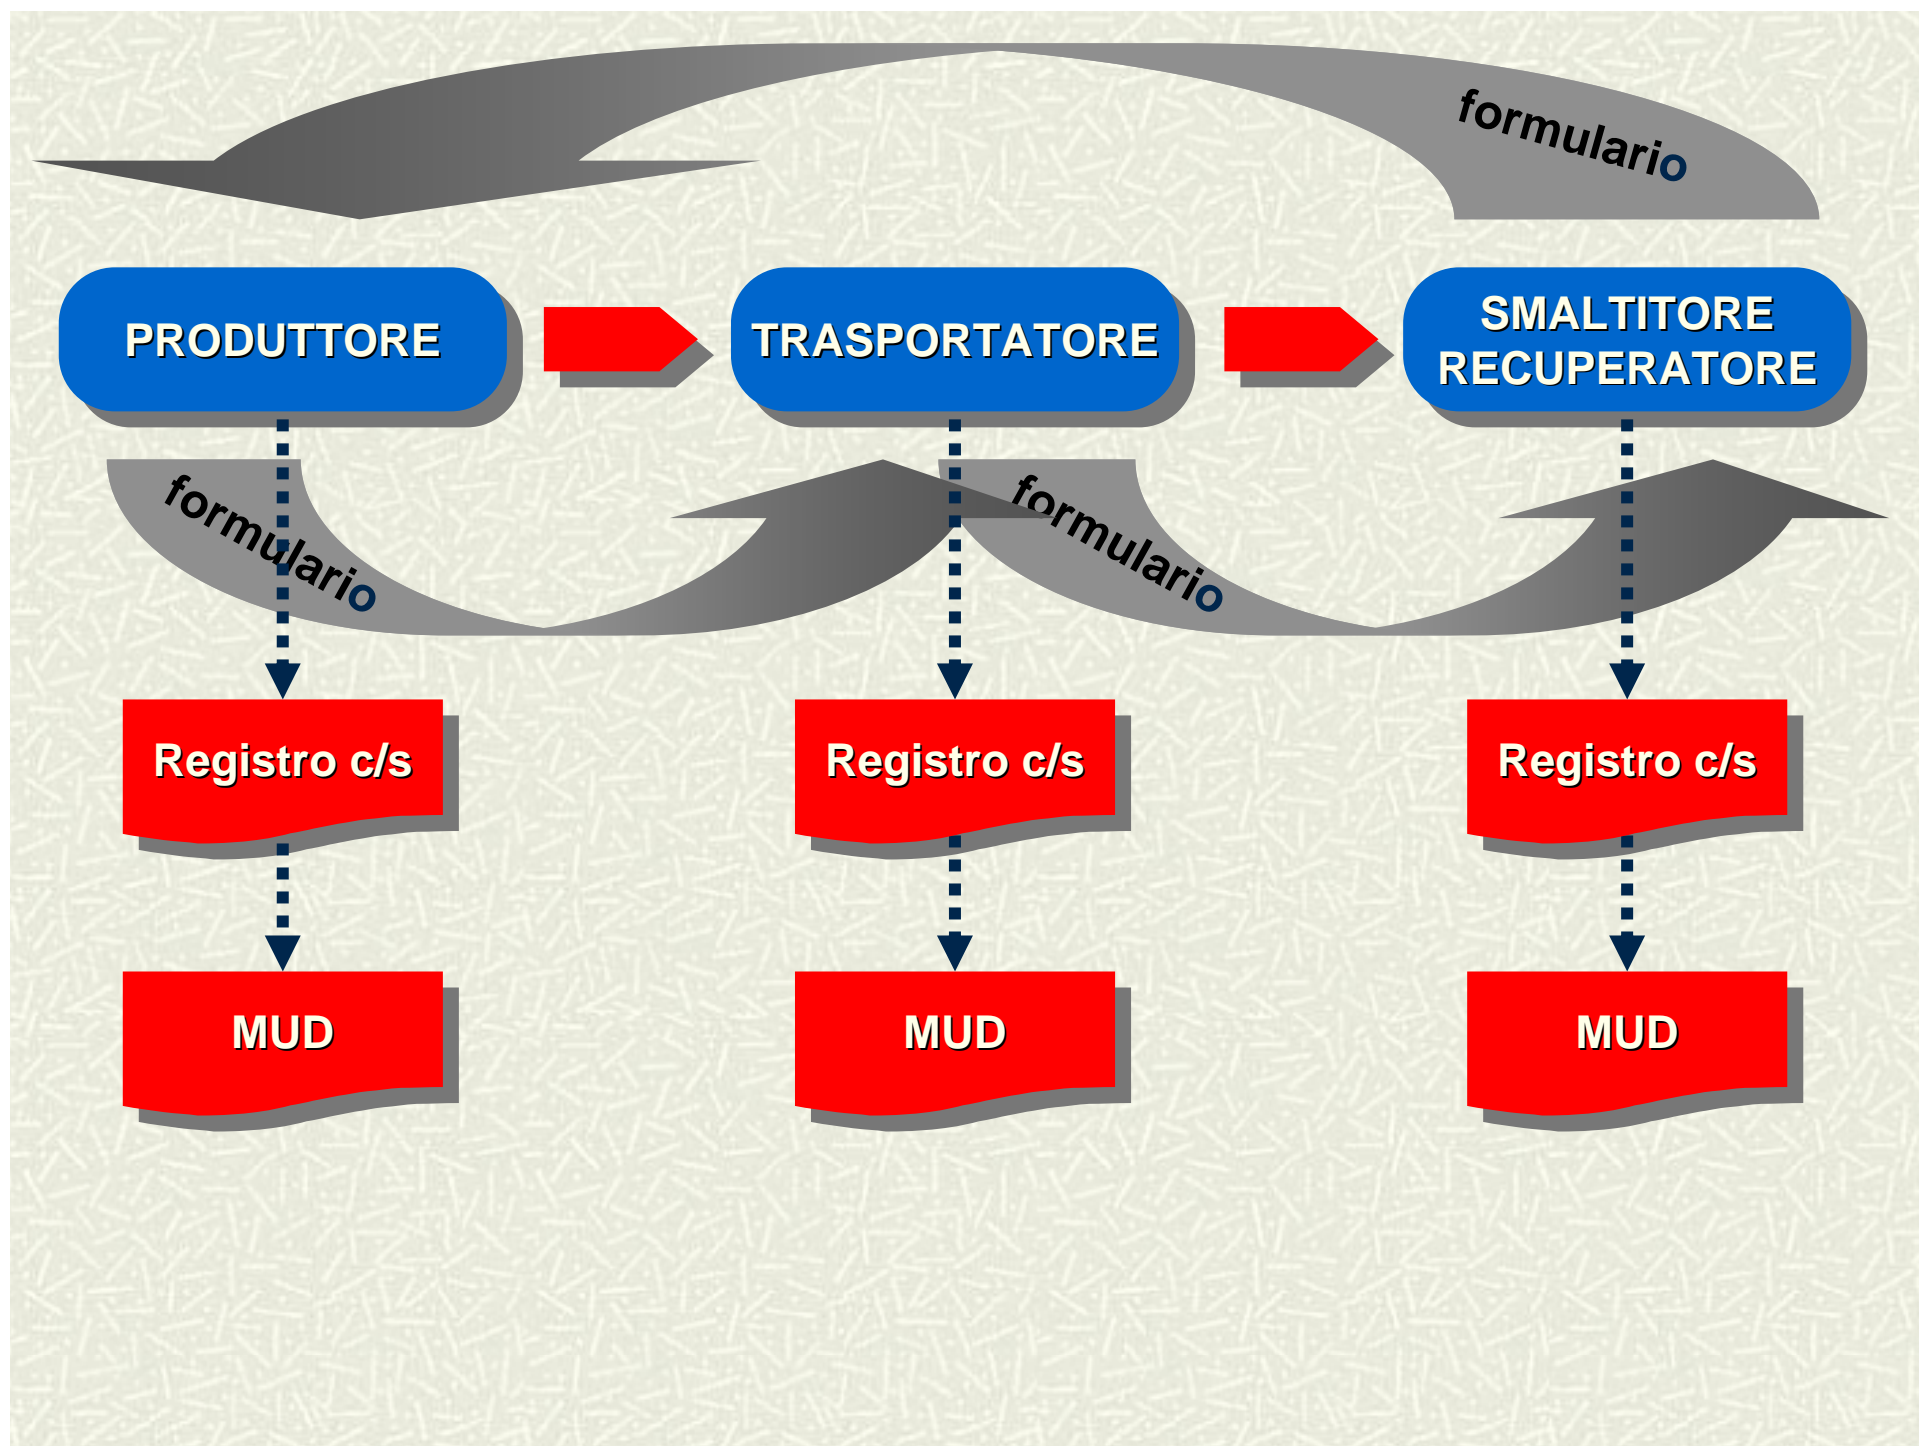 formulario
PRODUTTORE
TRASPORTATORE
SMALTITORE
RECUPERATORE
formulario
formulario
Registro c/s
Registro c/s
Registro c/s
MUD
MUD
MUD